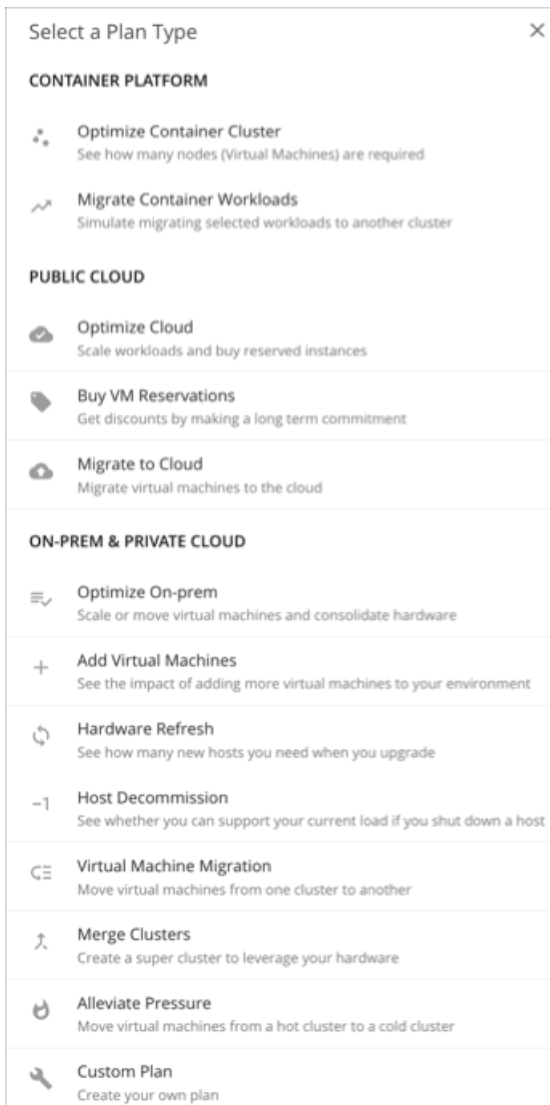 Select a Plan Type
CONTAINER PLATFORM
Optimize Container Cluster
See how many nodes (Virtual Machines) are required
Migrate Container Workloads
Simulate migrating selected workloads to another cluster
PUBLIC CLOUD
Optimize Cloud
Scale workloads and buy reserved instances
Buy VM Reservations
Get discounts by making a long term commitment
Migrate to Cloud
Migrate virtual machines to the cloud
ON-PREM & PRIVATE CLOUD
Optimize On-prem
Scale or move virtual machines and consolidate hardware
Add Virtual Machines
See the impact of adding more virtual machines to your environment
Hardware Refresh
See how many new hosts you need when you upgrade
−1 Host Decommission
See whether you can support your current load if you shut down a host
Virtual Machine Migration
Move virtual machines from one cluster to another
Merge Clusters
Create a super cluster to leverage your hardware
Alleviate Pressure
Move virtual machines from a hot cluster to a cold cluster
Custom Plan
Create your own plan